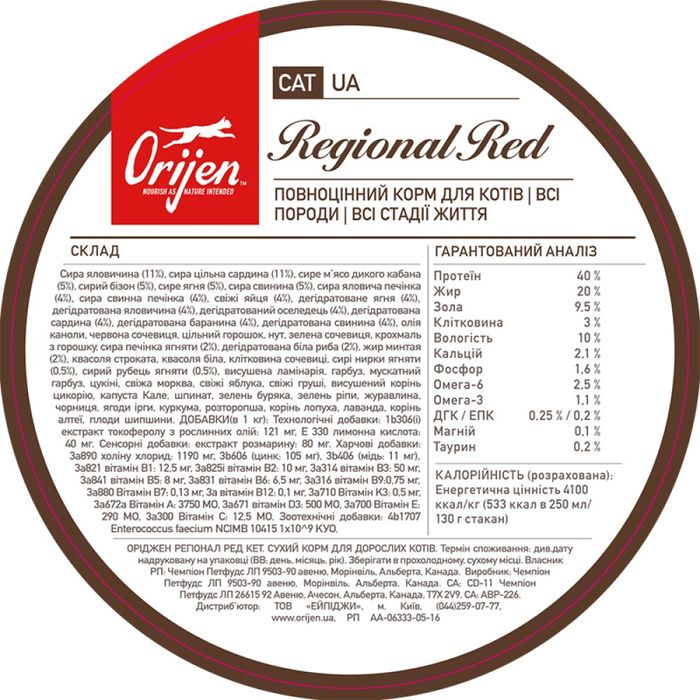 CAT UA
Orijen™
NOURISH AS NATURE INTENDED
Regional Red
ПОВНОЦІННИЙ КОРМ ДЛЯ КОТІВ | ВСІ
ПОРОДИ | ВСІ СТАДІЇ ЖИТТЯ
СКЛАД
Сира яловичина (11%), сира цільна сардина (11%), сире м'ясо дикого кабана
(5%), сирий бізон (5%), сире ягня (5%), сира свинина (5%), сира яловича печінка
(4%), сира свинна печінка (4%), свіжі яйця (4%), дегідратоване ягня (4%),
дегідратована яловичина (4%), дегідратований оселедець (4%), дегідратована
сардина (4%), дегідратована баранина (4%), дегідратована свинина (4%), олія
каноли, червона сочевиця, цільний горошок, нут, зелена сочевиця, крохмаль
з горошку, сира печінка ягняти (2%), дегідратована біла риба (2%), жир минтая
(2%), квасоля строката, квасоля біла, клітковина сочевиці, сирі нирки ягняти
(0,5%), сирий рубець ягняти (0,5%), висушена ламінарія, гарбуз, мускатний
гарбуз, цукіні, свіжа морква, свіжі яблука, свіжі груші, висушений корінь
цикорію, капуста Кале, шпинат, зелень буряка, зелень ріпи, журавлина,
чорниця, ягоди ірги, куркума, розторопша, корінь лопуха, лаванда, корінь
алтеї, плоди шипшини. ДОБАВКИ(в 1 кг): Технологічні добавки: 1b306(i)
екстракт токоферолу з рослинних олій: 121 мг, Е 330 лимонна кислота:
40 мг. Сенсорні добавки: екстракт розмарину: 80 мг. Харчові добавки:
3а890 холіну хлорид: 1190 мг, 3b606 (цинк: 105 мг), 3b406 (мідь: 11 мг),
3а821 вітамін В1: 12,5 мг, 3а825і вітамін В2: 10 мг, 3а314 вітамін В3: 50 мг,
3а841 вітамін В5: 8 мг, 3а831 вітамін В6: 6,5 мг, 3а316 вітамін В9:0,75 мг,
3а880 вітамін В7: 0,13 мг, 3а вітамін В12: 0,1 мг, 3а710 вітамін К3: 0,5 мг,
3а672а Вітамін А: 3750 МО, 3а671 вітамін D3: 500 МО, 3а700 вітамін Е:
290 МО, 3а300 Вітамін С: 12,5 МО. Зоотехнічні добавки: 4b1707
Enterococcus faecium NCIMB 10415 1x10^9 КУО.
ГАРАНТОВАНИЙ АНАЛІЗ
Протеїн 40 %
Жир 20 %
Зола 9,5 %
Клітковина 3 %
Вологість 10 %
Кальцій 2,1 %
Фосфор 1,6 %
Омега-6 2,5 %
Омега-3 1,1 %
ДГК / ЕПК 0,25 % / 0,2 %
Магній 0,1 %
Таурин 0,2 %
КАЛОРІЙНІСТЬ (розрахована):
Енергетична цінність 4100
ккал/кг (533 ккал в 250 мл/
130 г стакан)
ОРІДЖЕН РЕГІОНАЛ РЕД КЕТ. СУХИЙ КОРМ ДЛЯ ДОРОСЛИХ КОТІВ. Термін споживання: див.дату
надруковану на упаковці (BB: день, місяць, рік). Зберігати в прохолодному, сухому місці. Власник
РП: Чемпіон Петфудс ЛП 9503-90 авеню, Морінвіль, Альберта, Канада. Виробник: Чемпіон
Петфудс ЛП 9503-90 авеню, Морінвіль, Альберта, Канада. СА: CD-11 Чемпіон
Петфудс ЛП 26615 92 Авеню, Ачесон, Альберта, Канада. T7X 2V9. CA: ABP-226.
Дистриб'ютор: ТОВ «ЕЙПІДЖИ», м. Київ, (044)259-07-77,
www.orijen.ua, РП АА-06333-05-16